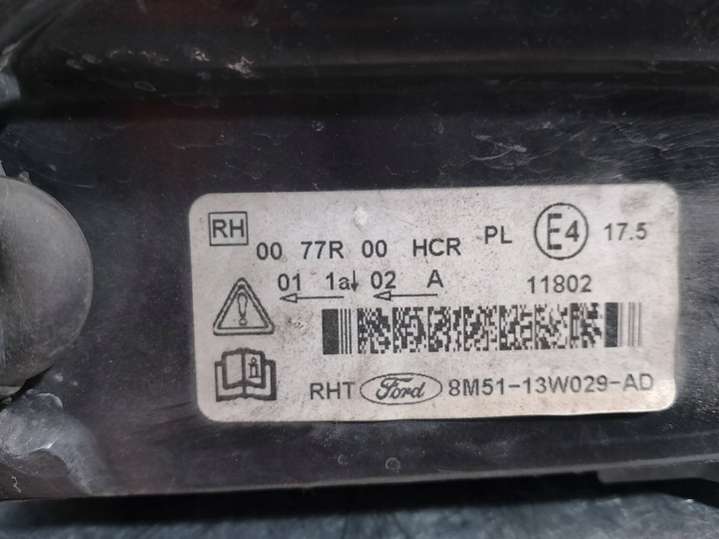 RH 00 77R 00 HCR PL E4 17.5
01 1a↓ 02 A 11802
RHT Ford 8M51-13W029-AD